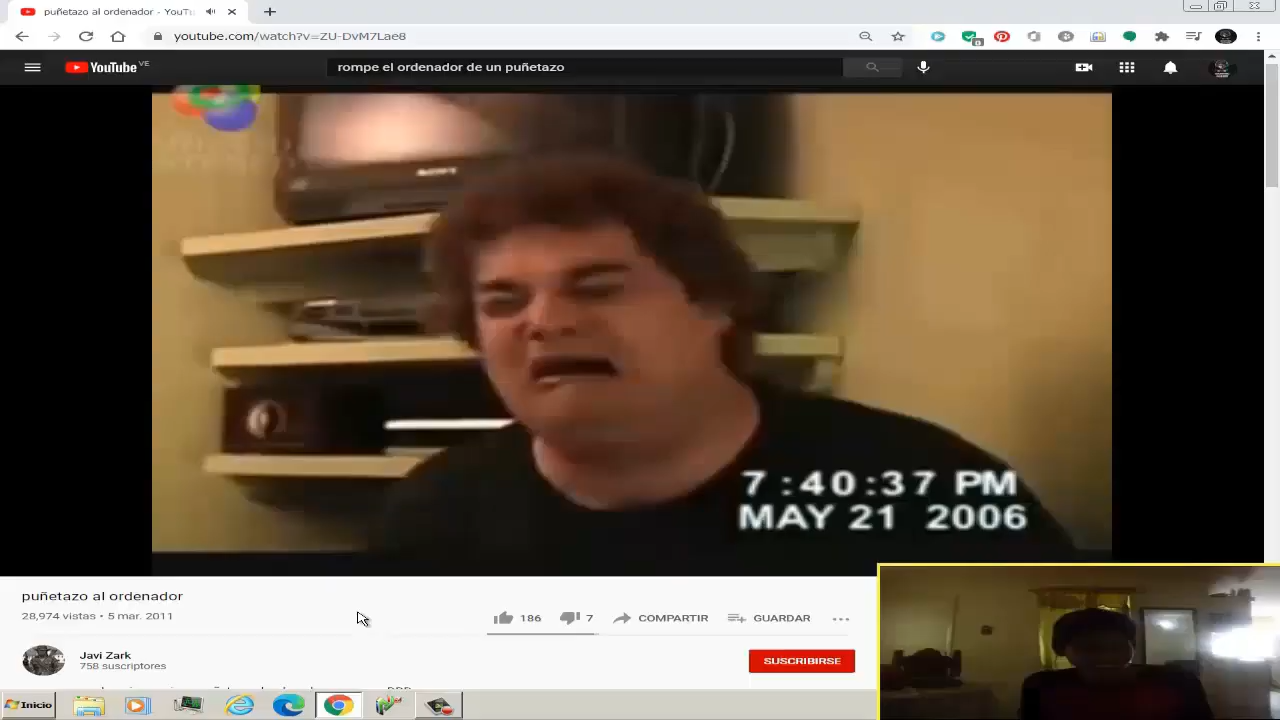 puñetazo al ordenador - YouTu
youtube.com/watch?v=ZU-DvM7Lae8
YouTube VE
rompe el ordenador de un puñetazo
SONY
7:40:37 PM
MAY 21 2006
puñetazo al ordenador
28,974 vistas • 5 mar. 2011
186
7
COMPARTIR
GUARDAR
Javi Zark
758 suscriptores
SUSCRIBIRSE
Inicio